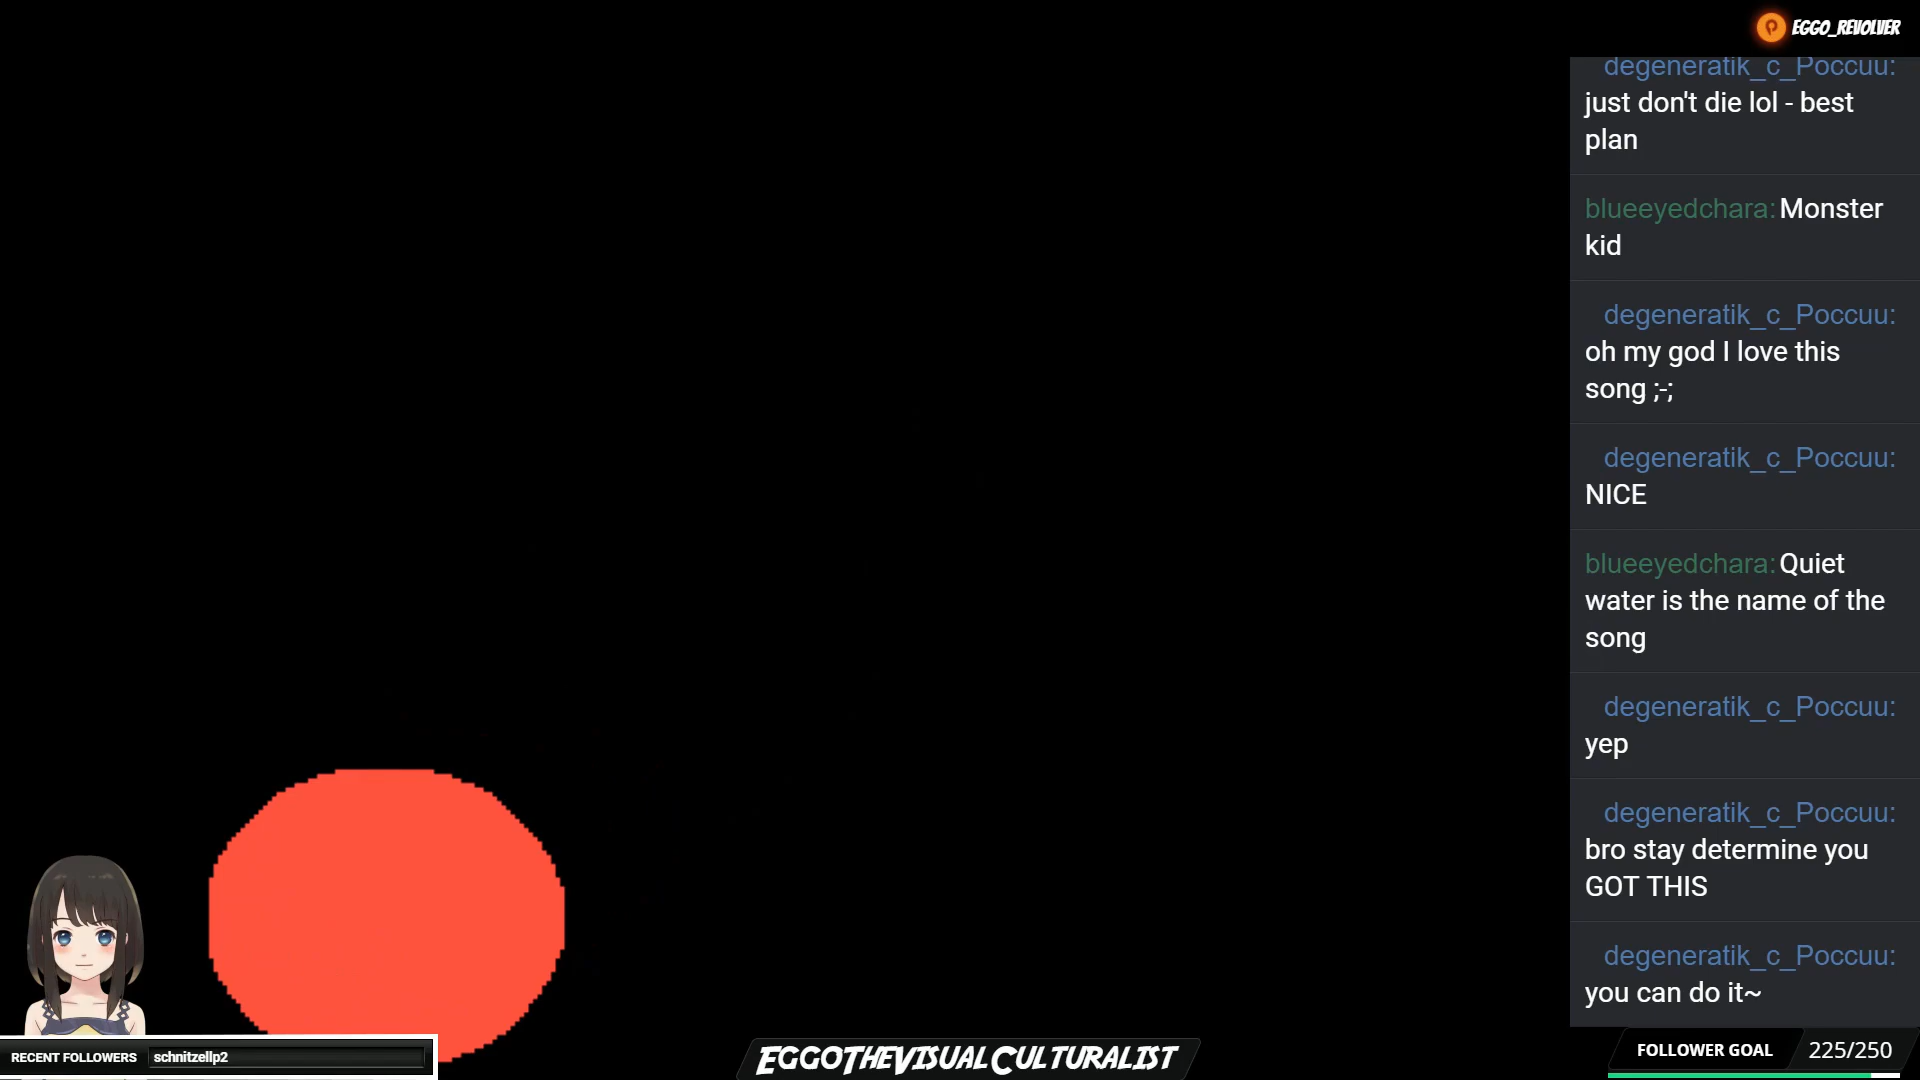 EGGO_REVOLVER
degeneratik_c_Poccuu:
just don't die lol - best
plan
blueeyedchara: Monster
kid
degeneratik_c_Poccuu:
oh my god I love this
song ;-;
degeneratik_c_Poccuu:
NICE
blueeyedchara: Quiet
water is the name of the
song
degeneratik_c_Poccuu:
yep
degeneratik_c_Poccuu:
bro stay determine you
GOT THIS
degeneratik_c_Poccuu:
you can do it~
RECENT FOLLOWERS schnitzellp2
EGGOTHEVISUALCULTURALIST
FOLLOWER GOAL 225/250